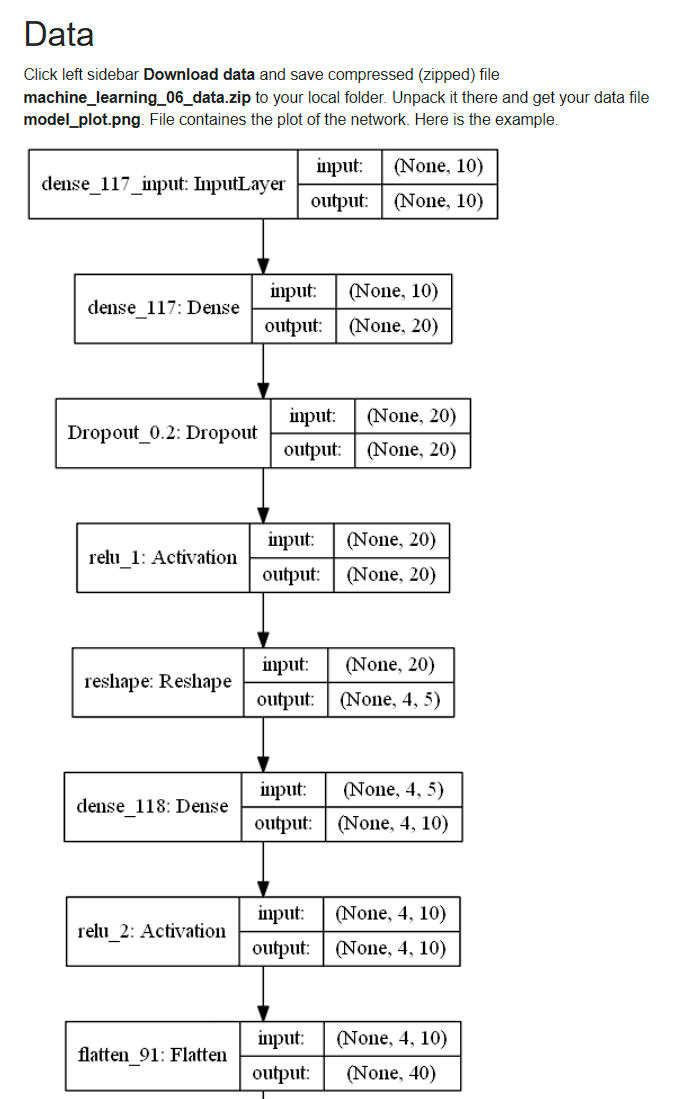 Data
Click left sidebar Download data and save compressed (zipped) file
machine_learning_06_data.zip to your local folder. Unpack it there and get your data file
model_plot.png. File containes the plot of the network. Here is the example.
dense_117_input: InputLayer
input:
(None, 10)
output:
(None, 10)
dense_117: Dense
input:
(None, 10)
output:
(None, 20)
Dropout_0.2: Dropout
input:
(None, 20)
output:
(None, 20)
relu_1: Activation
input:
(None, 20)
output:
(None, 20)
reshape: Reshape
input:
(None, 20)
output:
(None, 4, 5)
dense_118: Dense
input:
(None, 4, 5)
output:
(None, 4, 10)
relu_2: Activation
input:
(None, 4, 10)
output:
(None, 4, 10)
flatten_91: Flatten
input:
(None, 4, 10)
output:
(None, 40)